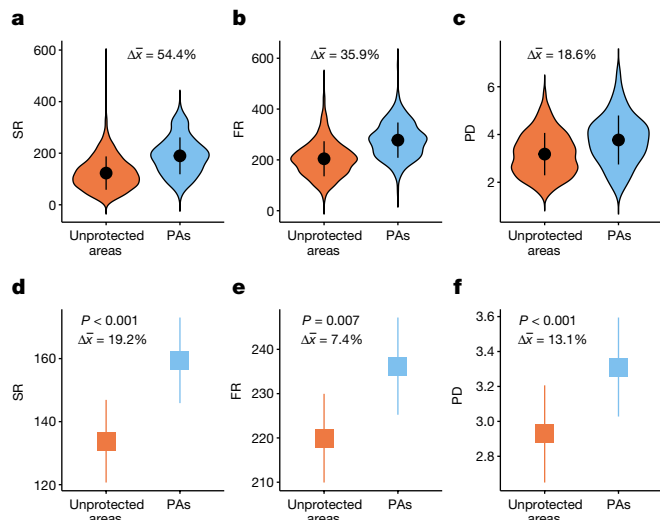 a
Δx̄ = 54.4%
600
400
200
0
SR
Unprotected
areas
PAs
b
Δx̄ = 35.9%
600
400
200
0
FR
Unprotected
areas
PAs
c
Δx̄ = 18.6%
6
4
2
PD
Unprotected
areas
PAs
d
P < 0.001
Δx̄ = 19.2%
160
140
120
SR
Unprotected
areas
PAs
e
P = 0.007
Δx̄ = 7.4%
240
230
220
210
FR
Unprotected
areas
PAs
f
P < 0.001
Δx̄ = 13.1%
3.6
3.4
3.2
3.0
2.8
PD
Unprotected
areas
PAs